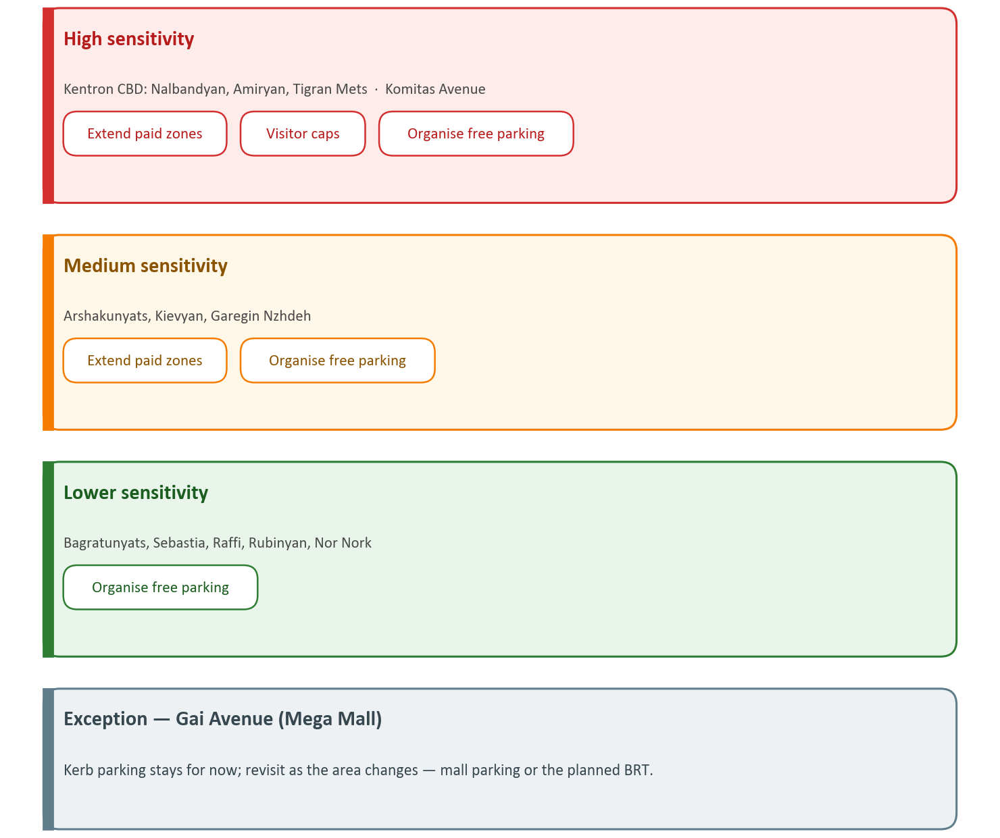 High sensitivity
Kentron CBD: Nalbandyan, Amiryan, Tigran Mets · Komitas Avenue
Extend paid zones
Visitor caps
Organise free parking
Medium sensitivity
Arshakunyats, Kievyan, Garegin Nzhdeh
Extend paid zones
Organise free parking
Lower sensitivity
Bagratunyats, Sebastia, Raffi, Rubinyan, Nor Nork
Organise free parking
Exception — Gai Avenue (Mega Mall)
Kerb parking stays for now; revisit as the area changes — mall parking or the planned BRT.